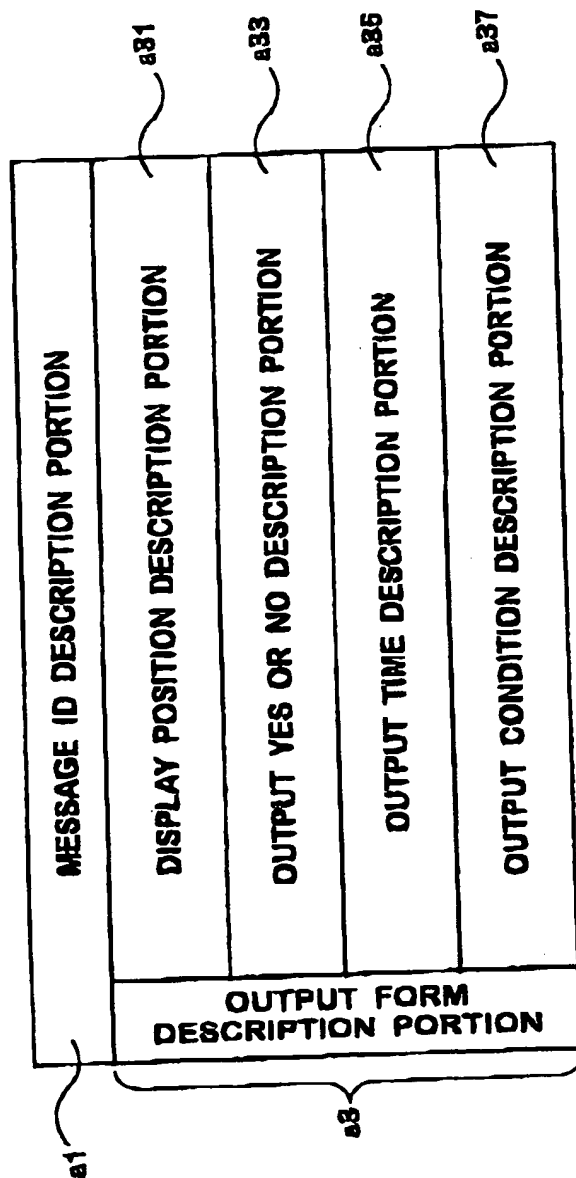 a1
MESSAGE ID DESCRIPTION PORTION
a3
OUTPUT FORM
DESCRIPTION PORTION
DISPLAY POSITION DESCRIPTION PORTION
a31
OUTPUT YES OR NO DESCRIPTION PORTION
a33
OUTPUT TIME DESCRIPTION PORTION
a35
OUTPUT CONDITION DESCRIPTION PORTION
a37